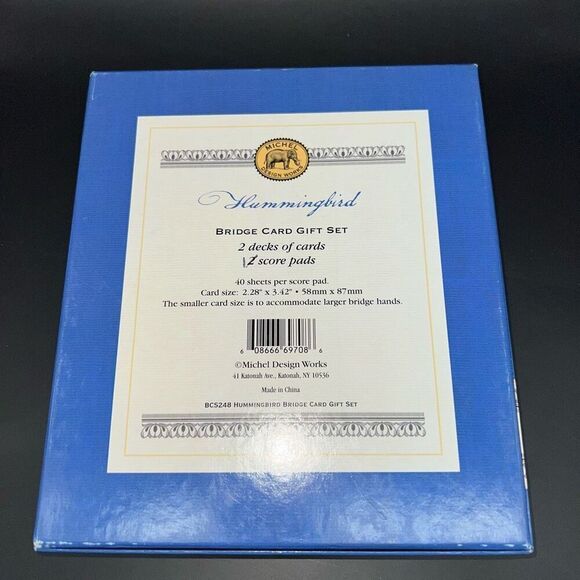 MICHEL
DESIGN WORKS
Hummingbird
BRIDGE CARD GIFT SET
2 decks of cards
1 2 score pads
40 sheets per score pad.
Card size: 2.28" x 3.42" • 58mm x 87mm
The smaller card size is to accommodate larger bridge hands.
6 08666 69708 6
©Michel Design Works
41 Katonah Ave., Katonah, NY 10536
Made in China
BCS248 HUMMINGBIRD BRIDGE CARD GIFT SET